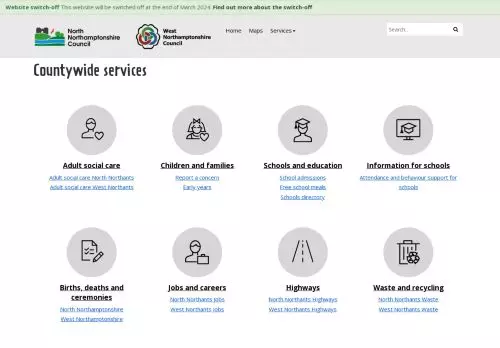 Website switch-off This website will be switched off at the end of March 2024. Find out more about the switch-off
North
Northamptonshire
Council
West
Northamptonshire
Council
Home Maps Services
Search...
Countywide services
Adult social care
Adult social care North Northants
Adult social care West Northants
Children and families
Report a concern
Early years
Schools and education
School admissions
Free school meals
Schools directory
Information for schools
Attendance and behaviour support for
schools
Births, deaths and
ceremonies
North Northamptonshire
West Northamptonshire
Jobs and careers
North Northants Jobs
West Northants Jobs
Highways
North Northants Highways
West Northants Highways
Waste and recycling
North Northants Waste
West Northants Waste